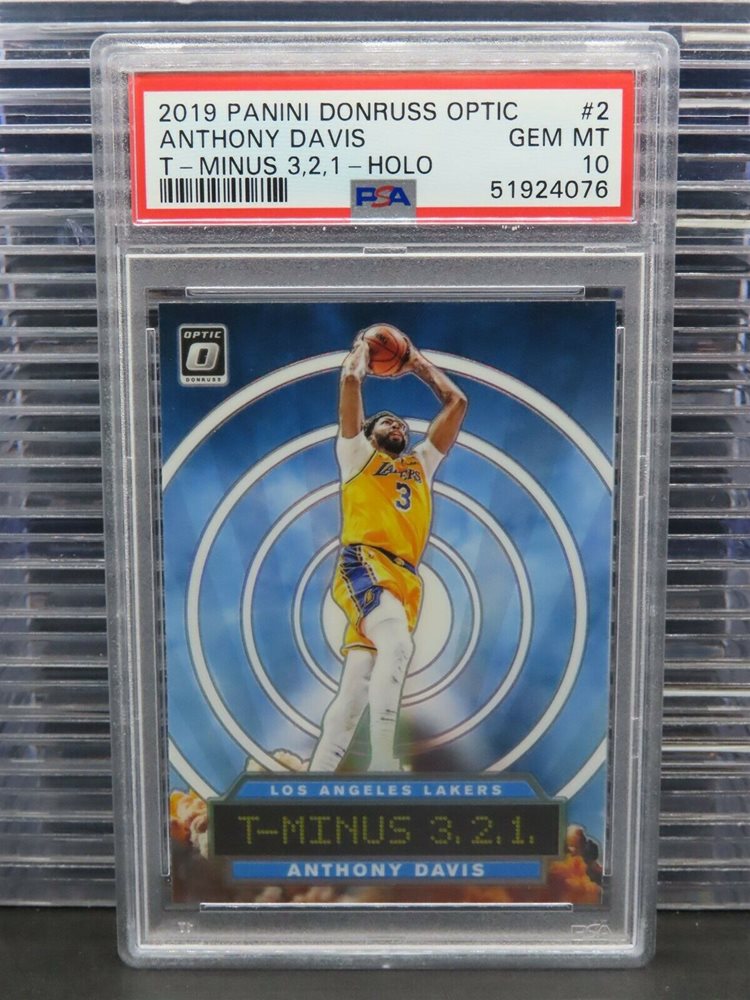 2019 PANINI DONRUSS OPTIC #2
ANTHONY DAVIS GEM MT
T-MINUS 3,2,1-HOLO 10
PSA 51924076
OPTIC
DONRUSS
LAKERS
3
LOS ANGELES LAKERS
T-MINUS 3.2.1.
ANTHONY DAVIS
PSA